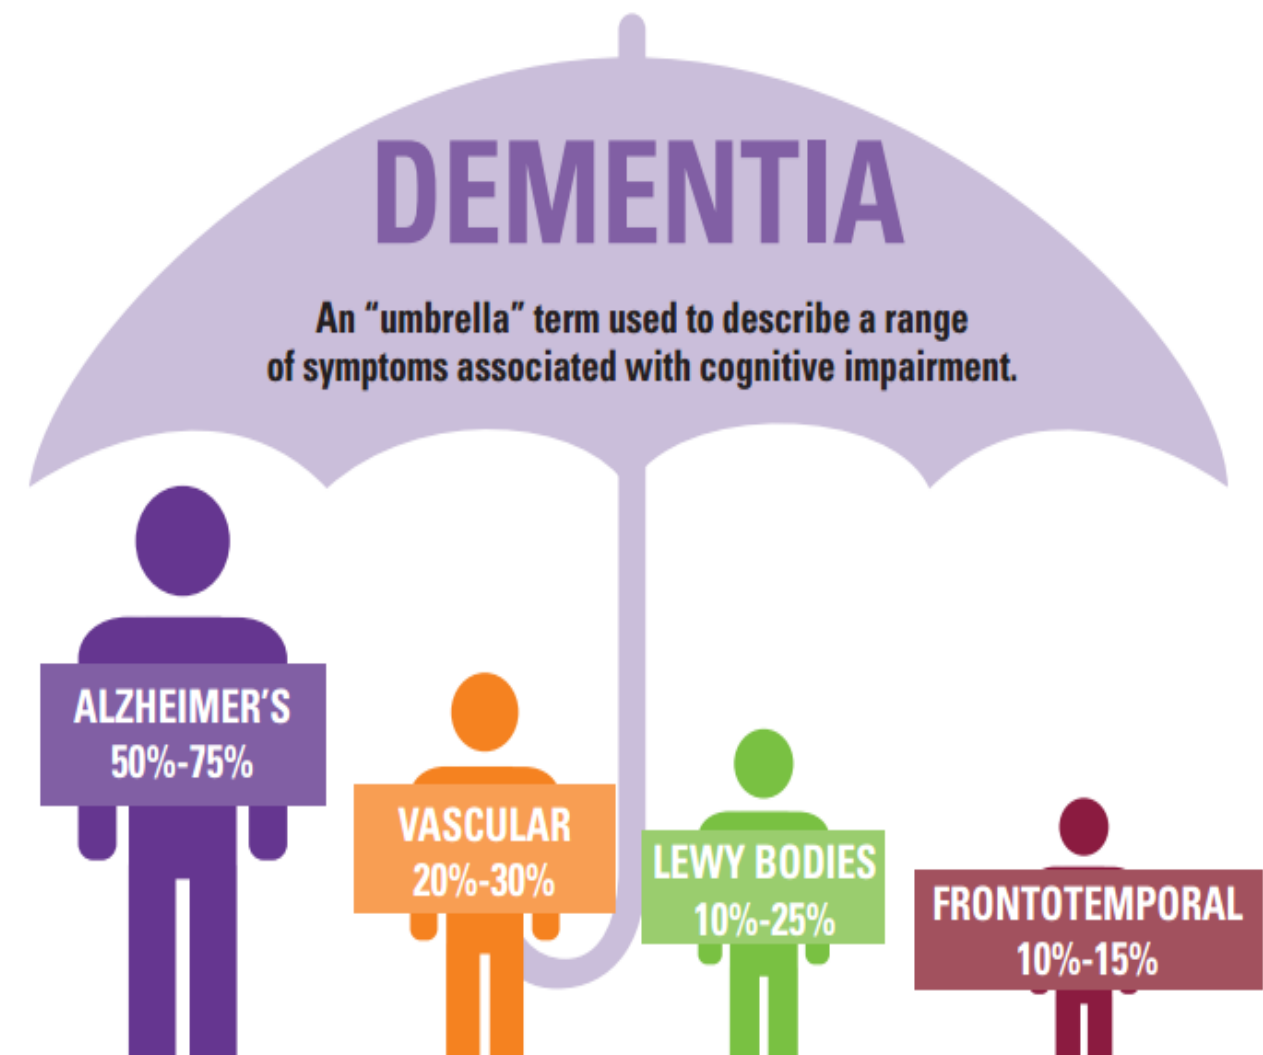 DEMENTIA
An “umbrella” term used to describe a range
of symptoms associated with cognitive impairment.
ALZHEIMER’S
50%-75%
VASCULAR
20%-30%
LEWY BODIES
10%-25%
FRONTOTEMPORAL
10%-15%